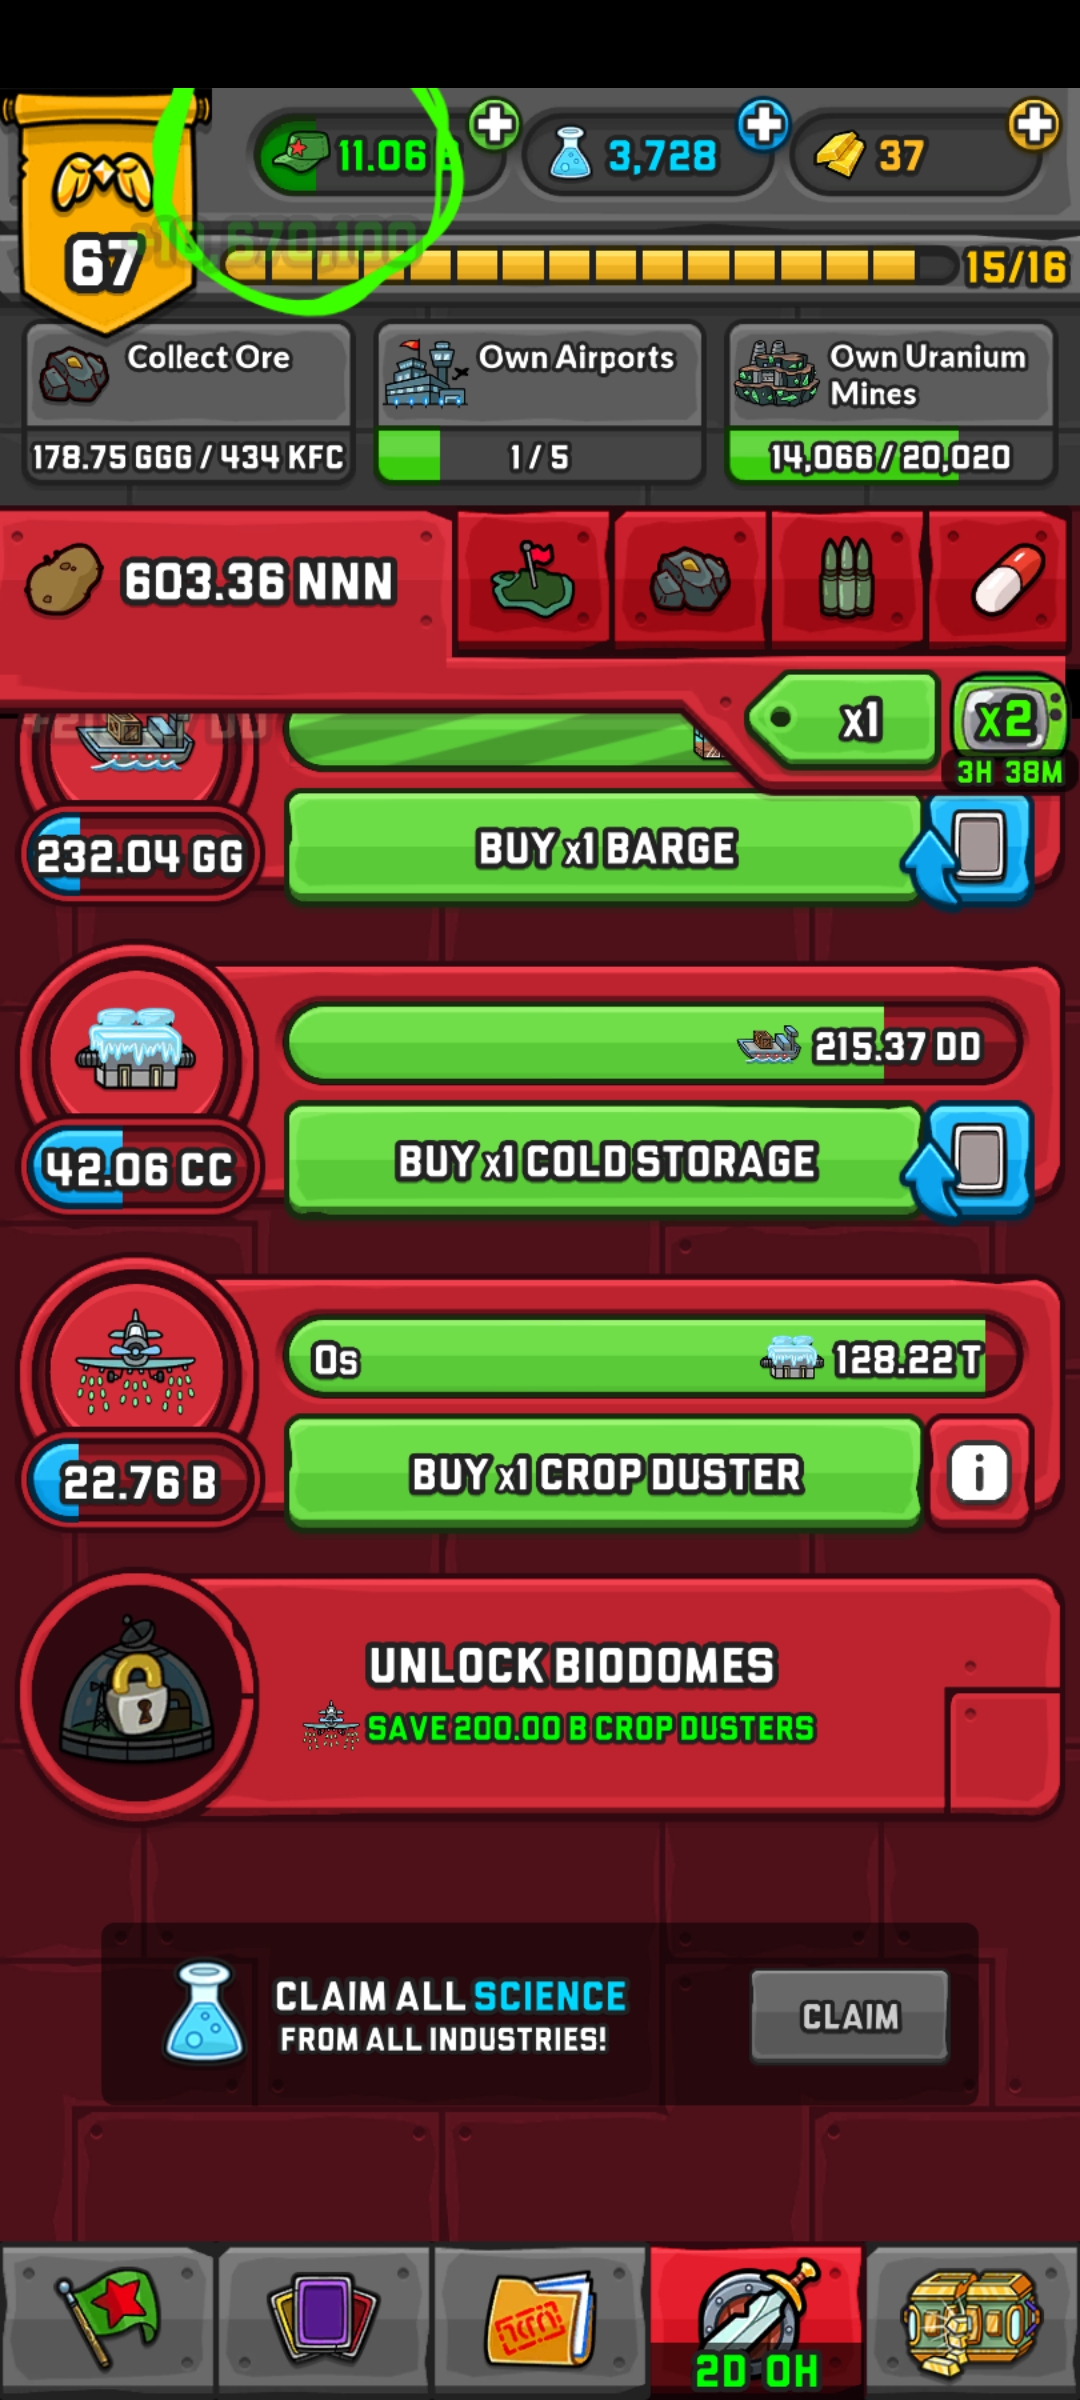 11.06
3,728
37
67
15/16
Collect Ore
Own Airports
Own Uranium
Mines
178.75 GGG / 434 KFC
1 / 5
14,066 / 20,020
603.36 NNN
x1
x2
3H 38M
232.04 GG
BUY x1 BARGE
215.37 DD
42.06 CC
BUY x1 COLD STORAGE
0s
128.22 T
22.76 B
BUY x1 CROP DUSTER
i
UNLOCK BIODOMES
SAVE 200.00 B CROP DUSTERS
CLAIM ALL SCIENCE
FROM ALL INDUSTRIES!
CLAIM
2D 0H